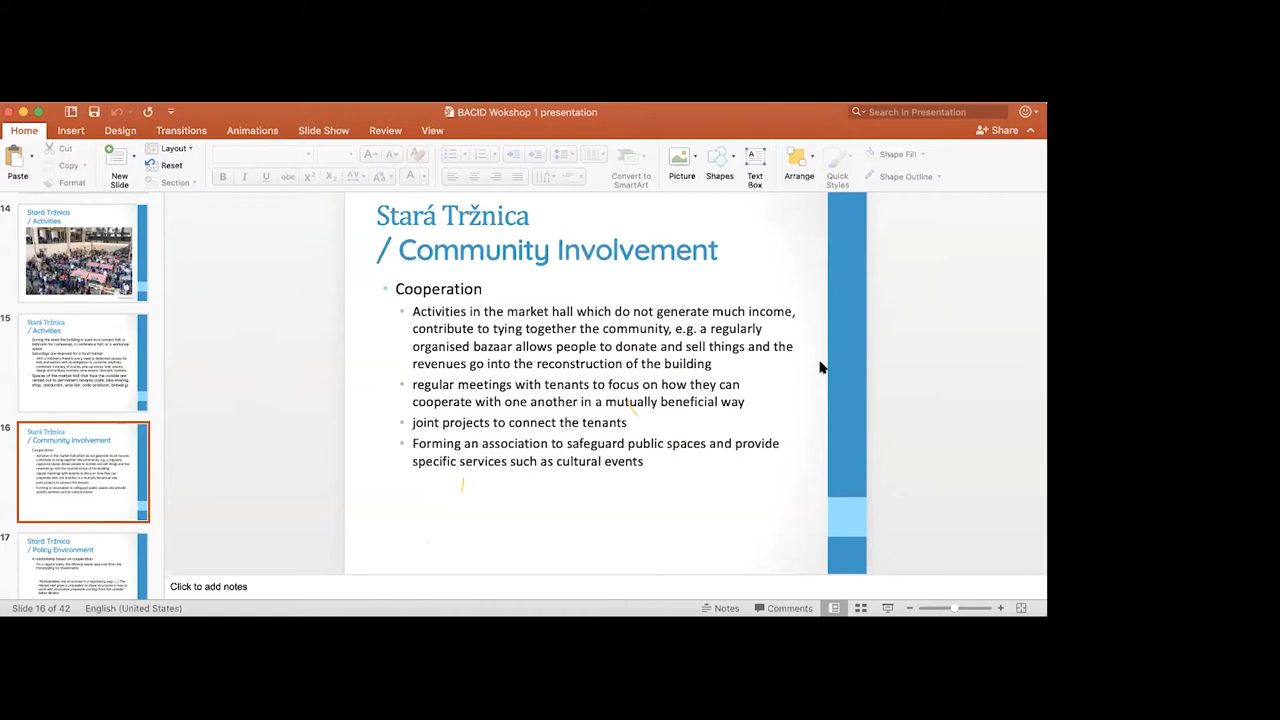 BACID Wokshop 1 presentation
Search in Presentation
Home Insert Design Transitions Animations Slide Show Review View
Share
Paste
Cut
Copy
Format
New Slide
Layout
Reset
Section
Convert to SmartArt
Picture
Shapes
Text Box
Arrange
Quick Styles
Shape Fill
Shape Outline
14
Stará Tržnica
/ Activities
15
Stará Tržnica
/ Activities
16
Stará Tržnica
/ Community Involvement
Cooperation
17
Stará Tržnica
/ Policy Environment
A relationship based on cooperation
Stará Tržnica
/ Community Involvement
Cooperation
Activities in the market hall which do not generate much income,
contribute to tying together the community, e.g. a regularly
organised bazaar allows people to donate and sell things and the
revenues go into the reconstruction of the building
regular meetings with tenants to focus on how they can
cooperate with one another in a mutually beneficial way
joint projects to connect the tenants
Forming an association to safeguard public spaces and provide
specific services such as cultural events
Click to add notes
Slide 16 of 42 English (United States) Notes Comments